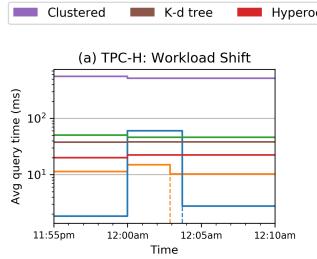 Clustered K-d tree Hyperoc
(a) TPC-H: Workload Shift
Avg query time (ms)
10²
10¹
11:55pm 12:00am 12:05am 12:10am
Time